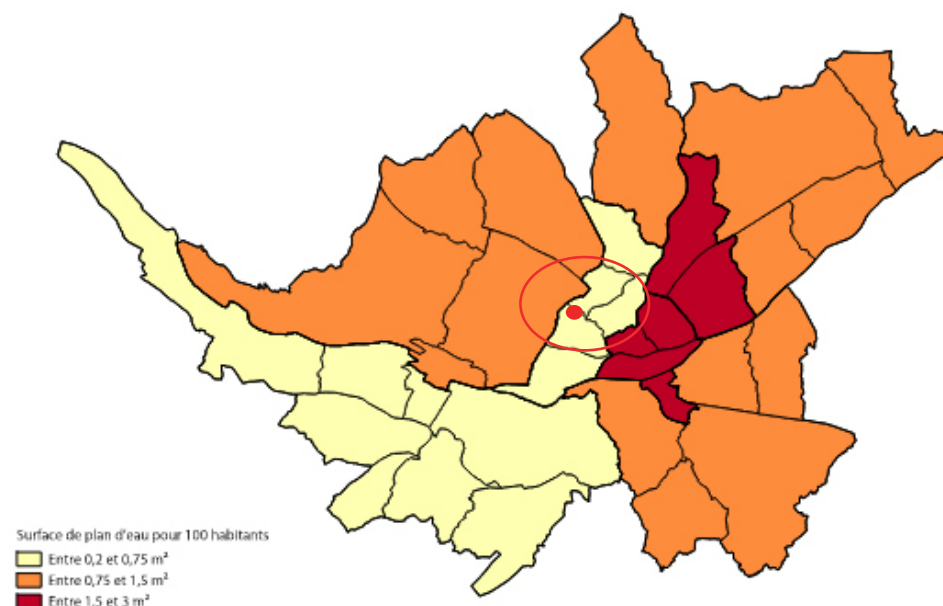 Surface de plan d'eau pour 100 habitants
Entre 0,2 et 0,75 m²
Entre 0,75 et 1,5 m²
Entre 1,5 et 3 m²